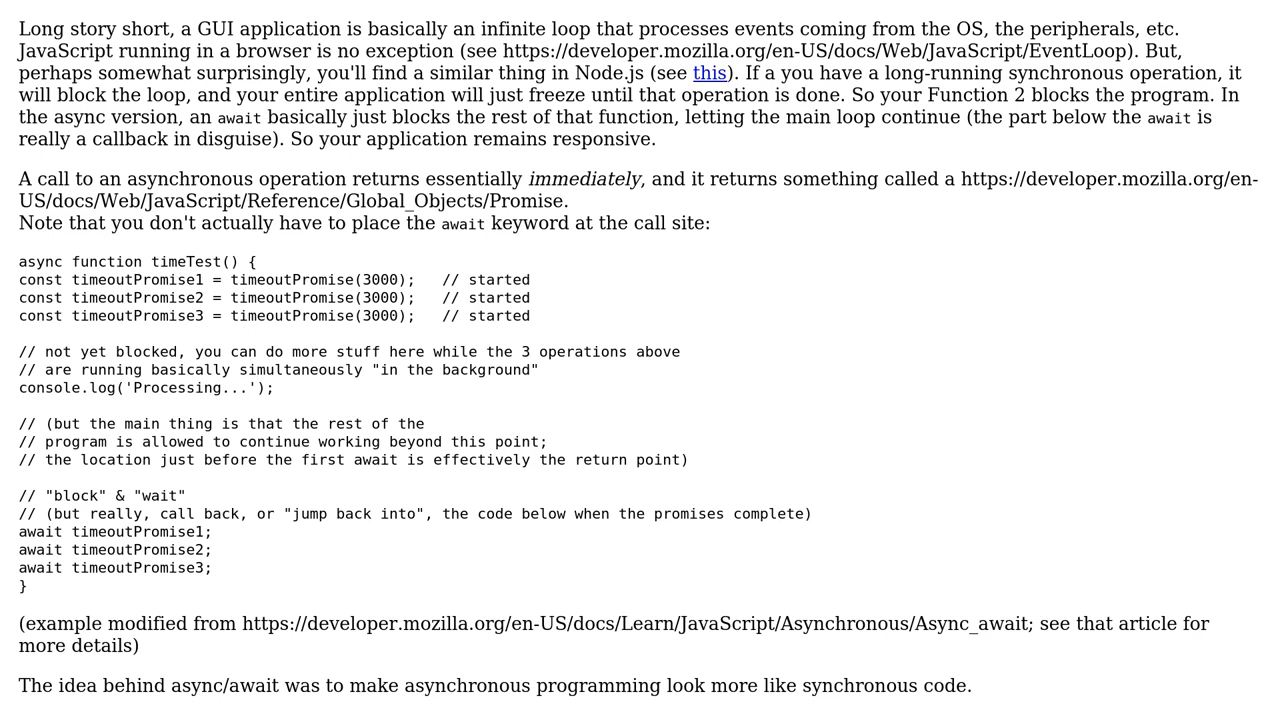 Long story short, a GUI application is basically an infinite loop that processes events coming from the OS, the peripherals, etc.
JavaScript running in a browser is no exception (see https://developer.mozilla.org/en-US/docs/Web/JavaScript/EventLoop). But,
perhaps somewhat surprisingly, you'll find a similar thing in Node.js (see this). If a you have a long-running synchronous operation, it
will block the loop, and your entire application will just freeze until that operation is done. So your Function 2 blocks the program. In
the async version, an await basically just blocks the rest of that function, letting the main loop continue (the part below the await is
really a callback in disguise). So your application remains responsive.
A call to an asynchronous operation returns essentially immediately, and it returns something called a https://developer.mozilla.org/en-
US/docs/Web/JavaScript/Reference/Global_Objects/Promise.
Note that you don't actually have to place the await keyword at the call site:
async function timeTest() {
const timeoutPromise1 = timeoutPromise(3000);   // started
const timeoutPromise2 = timeoutPromise(3000);   // started
const timeoutPromise3 = timeoutPromise(3000);   // started
// not yet blocked, you can do more stuff here while the 3 operations above
// are running basically simultaneously "in the background"
console.log('Processing...');
// (but the main thing is that the rest of the
// program is allowed to continue working beyond this point;
// the location just before the first await is effectively the return point)
// "block" & "wait"
// (but really, call back, or "jump back into", the code below when the promises complete)
await timeoutPromise1;
await timeoutPromise2;
await timeoutPromise3;
}
(example modified from https://developer.mozilla.org/en-US/docs/Learn/JavaScript/Asynchronous/Async_await; see that article for
more details)
The idea behind async/await was to make asynchronous programming look more like synchronous code.